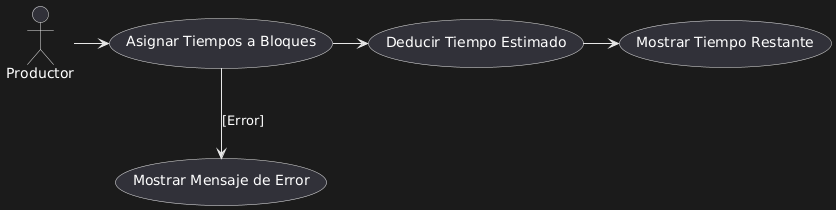 Productor
Asignar Tiempos a Bloques
Deducir Tiempo Estimado
Mostrar Tiempo Restante
[Error]
Mostrar Mensaje de Error